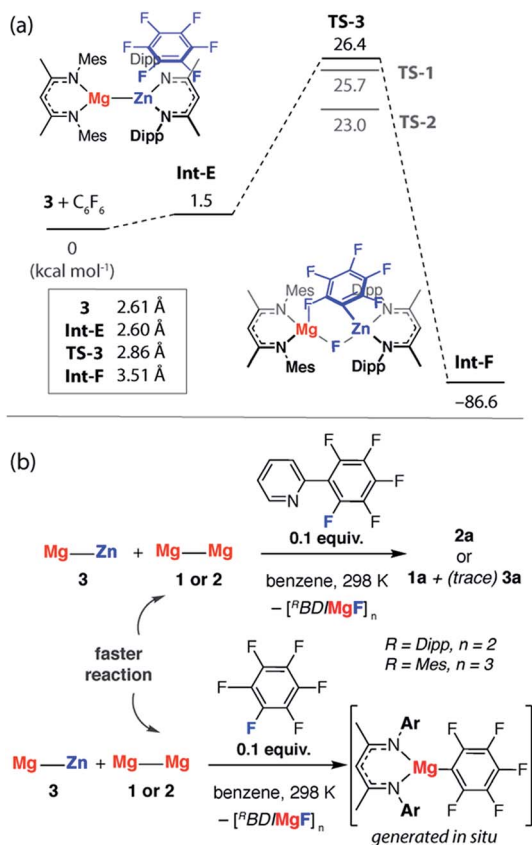 (a)
TS-3
26.4
TS-1
25.7
TS-2
23.0
F F F F F F
Mes N Mg Zn N Dipp
Mes N N Dipp
Int-E
1.5
3 + C₆F₆
0
(kcal mol⁻¹)
3 2.61 Å
Int-E 2.60 Å
TS-3 2.86 Å
Int-F 3.51 Å
F F F F F
Mes N Mg Zn N Dipp
Mes N F N Dipp
Int-F
−86.6
(b)
N F F F F F
0.1 equiv.
Mg—Zn + Mg—Mg
3 1 or 2
benzene, 298 K
– [ᴿBDIMgF]ₙ
2a
or
1a + (trace) 3a
R = Dipp, n = 2
R = Mes, n = 3
faster
reaction
F F F F F F
0.1 equiv.
Mg—Zn + Mg—Mg
3 1 or 2
benzene, 298 K
– [ᴿBDIMgF]ₙ
Ar N Mg N Ar F F F F F
generated in situ